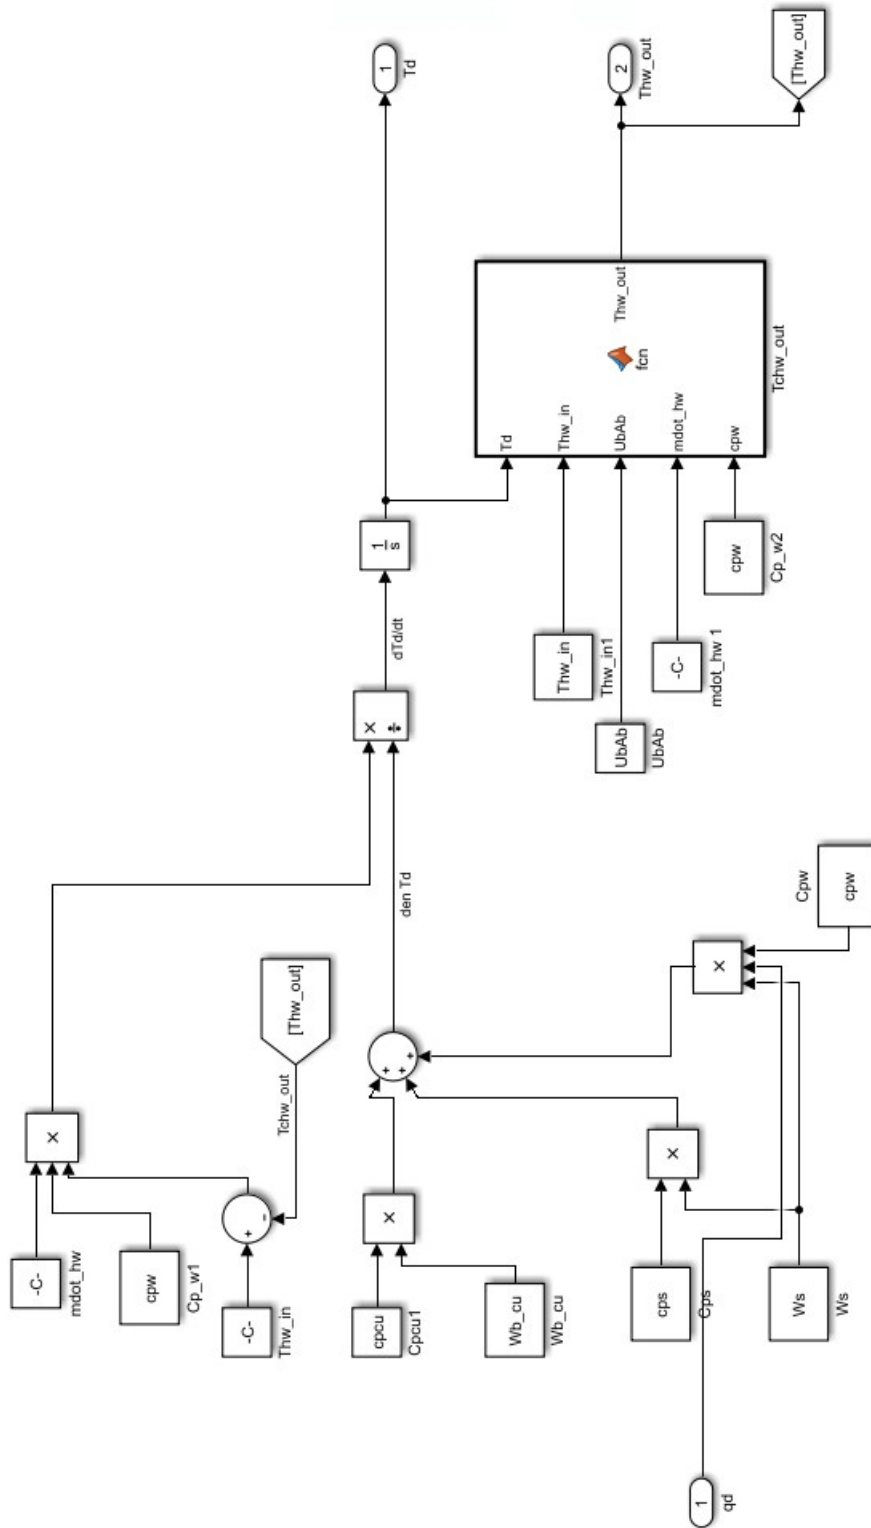 -C-
mdot_hw
cpw
Cp_w1
-C-
Thw_in
×
+
−
Tchw_out
[Thw_out]
cpcu
Cpcu1
Wb_cu
Wb_cu
×
+
+
+
den Td
×
÷
dTd/dt
1
s
1
Td
cps
Cps
×
Ws
Ws
1
qd
×
Cpw
cpw
UbAb
UbAb
Thw_in
Thw_in1
-C-
mdot_hw 1
cpw
Cp_w2
Td
Thw_in
UbAb
mdot_hw
cpw
fcn
Thw_out
Tchw_out
2
Thw_out
[Thw_out]